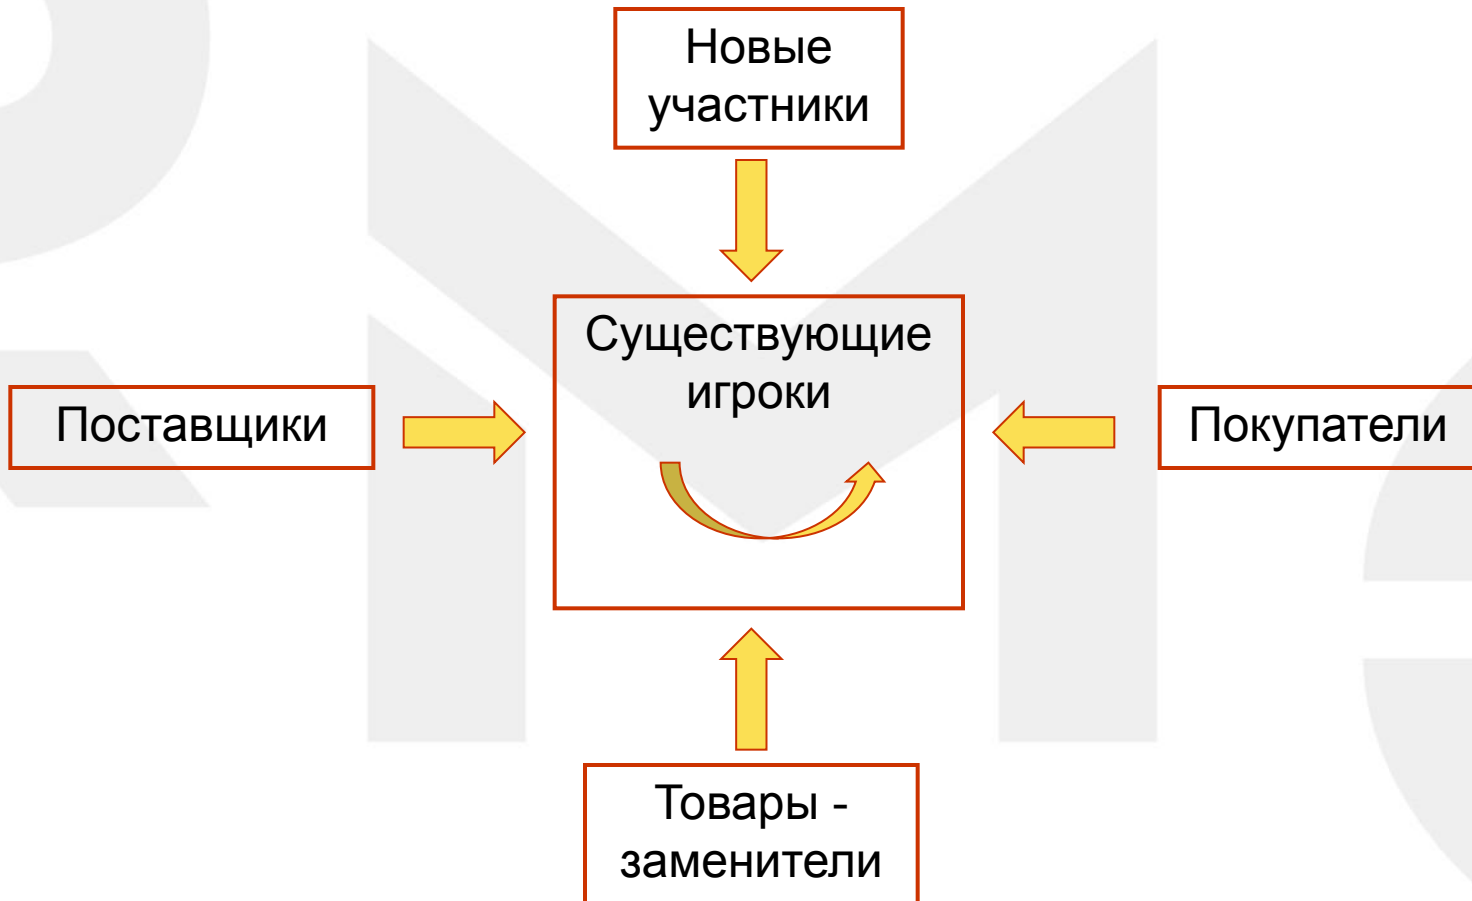 Новые
участники
Существующие
игроки
Поставщики
Покупатели
Товары -
заменители